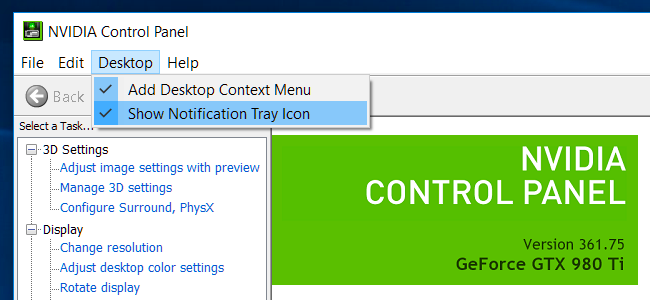 NVIDIA Control Panel
File Edit Desktop Help
Add Desktop Context Menu
Show Notification Tray Icon
Back
Select a Task...
3D Settings
Adjust image settings with preview
Manage 3D settings
Configure Surround, PhysX
Display
Change resolution
Adjust desktop color settings
Rotate display
NVIDIA
CONTROL PANEL
Version 361.75
GeForce GTX 980 Ti